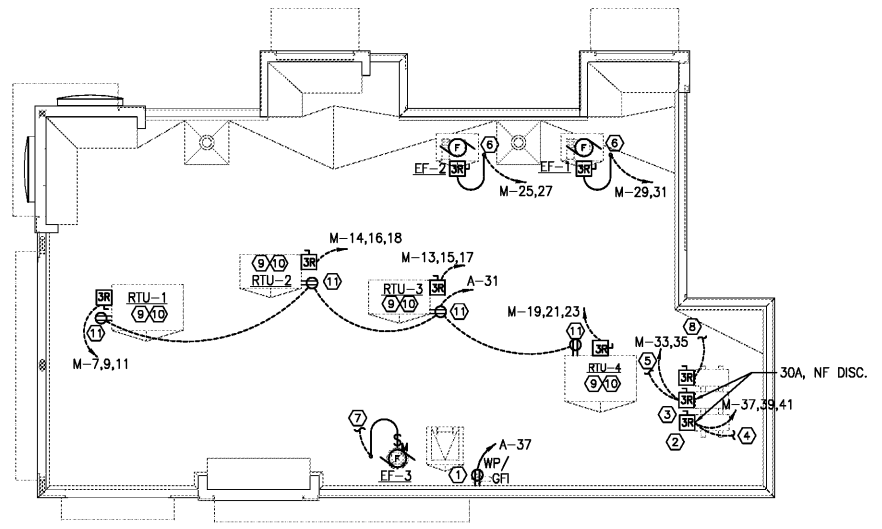 F 6 F 6
EF-2 3R EF-1 3R
M-25,27 M-29,31
M-14,16,18
9 10 3R M-13,15,17
RTU-2 11 RTU-3 3R A-31
3R RTU-1 9 10 11 M-19,21,23
11 9 10 11 3R 8
M-33,35
M-7,9,11 RTU-4 5 3R 30A, NF DISC.
9 10 3R M-37,39,41
3
7 3R
S 2 4
M A-37
F 1 WP/
EF-3 GFI